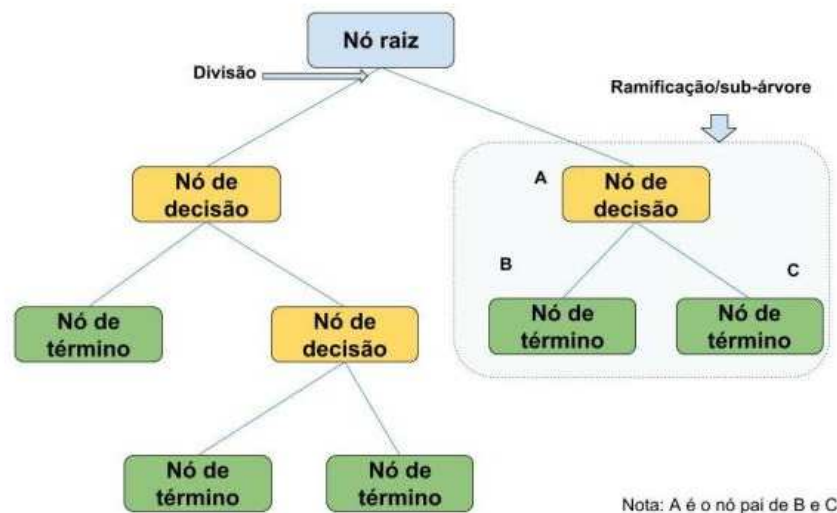 Nó raiz
Divisão
Ramificação/sub-árvore
Nó de
decisão
A
Nó de
decisão
B
C
Nó de
término
Nó de
decisão
Nó de
término
Nó de
término
Nó de
término
Nó de
término
Nota: A é o nó pai de B e C